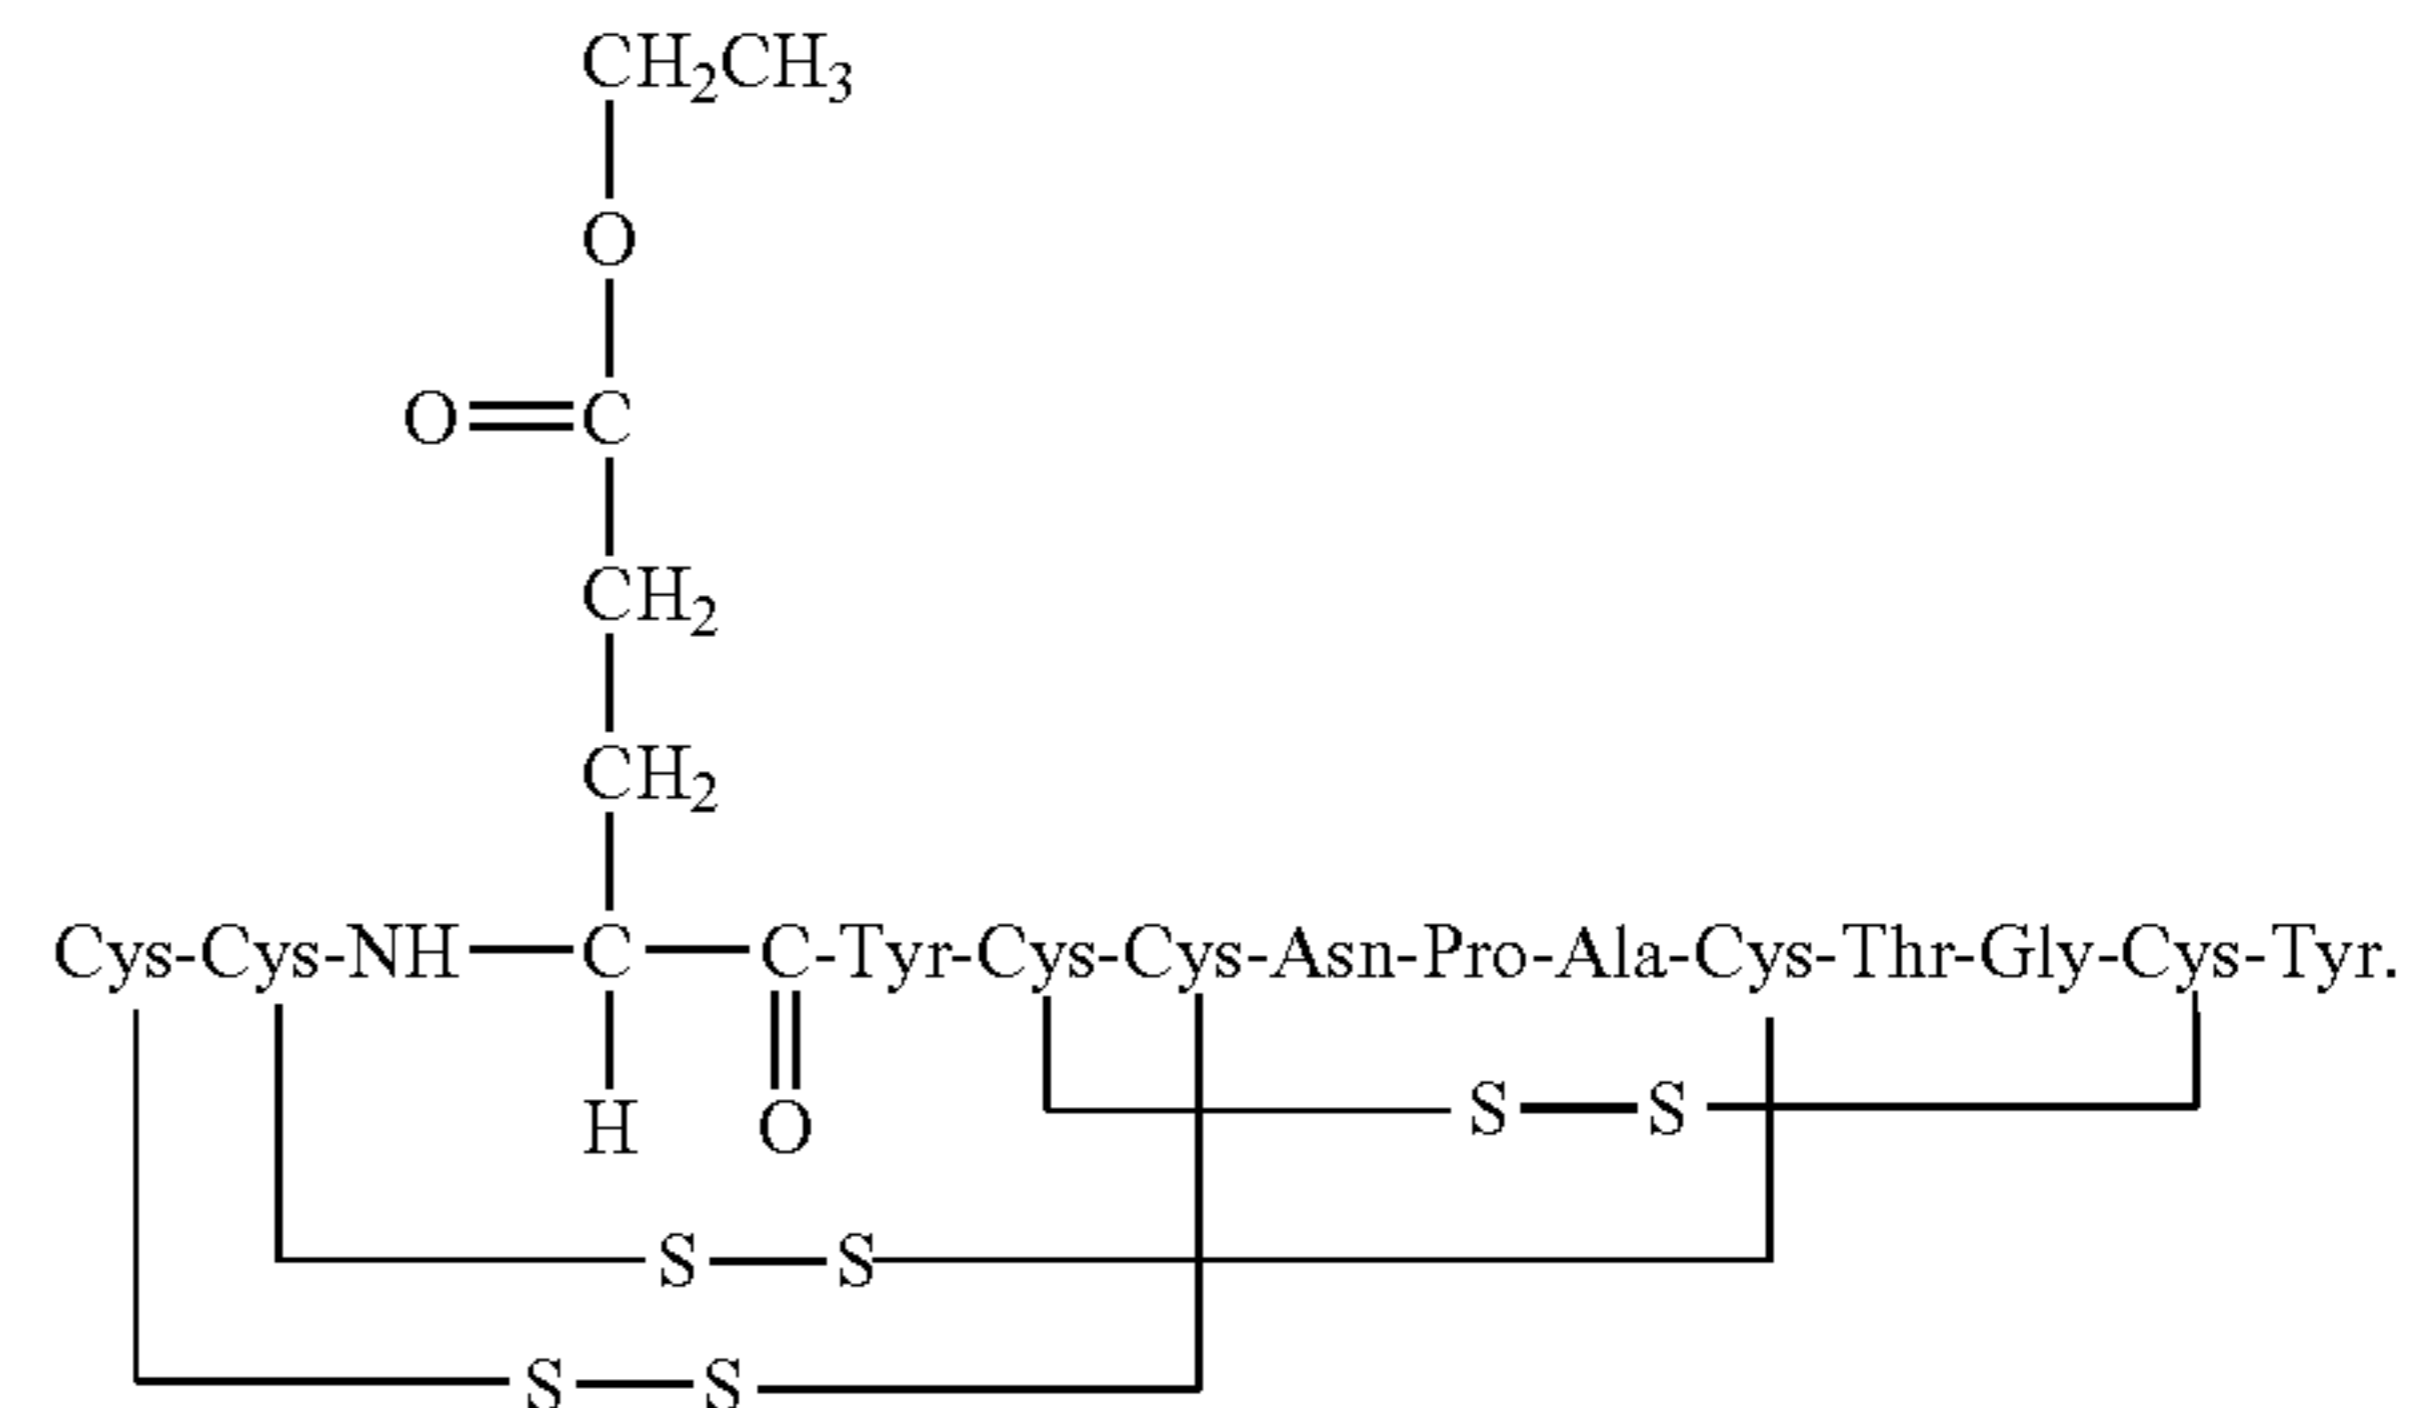 CH2CH3
O
O C
CH2
CH2
Cys-Cys-NH C C-Tyr-Cys-Cys-Asn-Pro-Ala-Cys-Thr-Gly-Cys-Tyr.
S S
H O
S S
S S